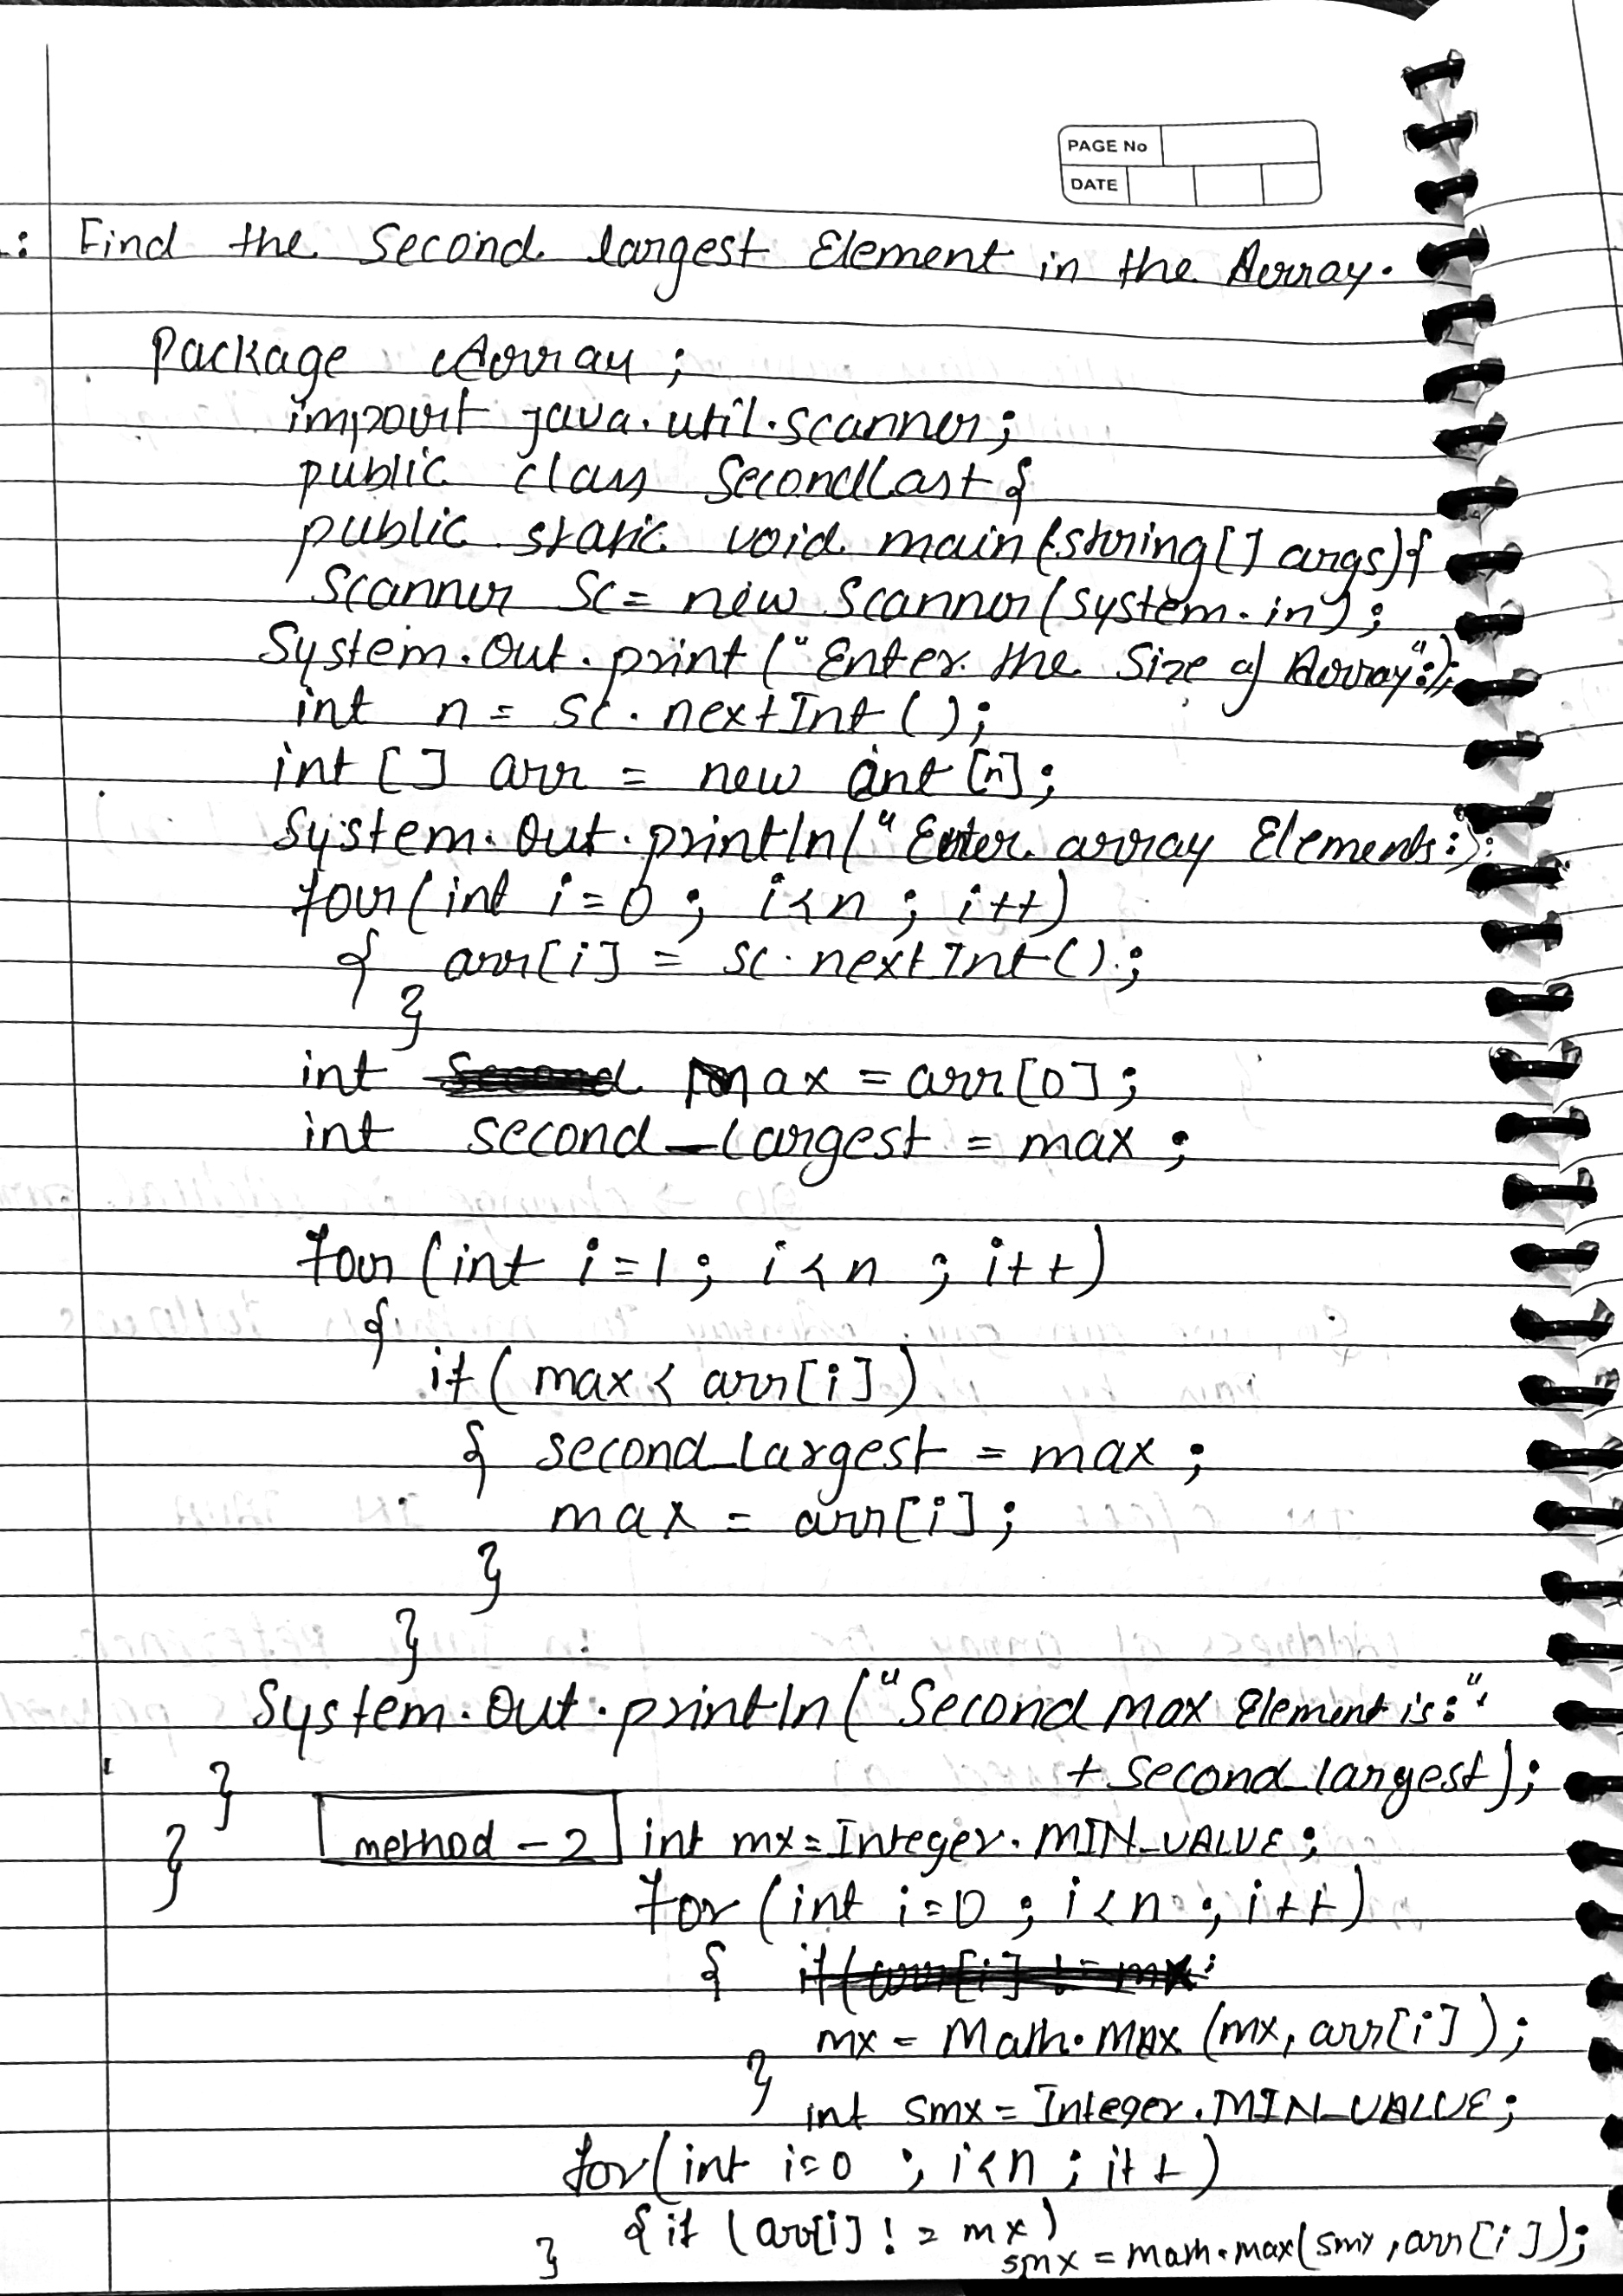 PAGE No
DATE
: Find the Second largest Element in the Array.
Package Array ;
import java.util.scanner;
public class SecondLast {
public static void main (string [] args) {
Scanner Sc = new Scanner (system.in) ;
System.out.print ("Enter the Size of Array":);
int n = sc.nextInt ();
int [] arr = new int [n] ;
System.out.println ("Enter array Elements:);
for (int i=0 ; i<n ; i++)
{ arr[i] = sc.nextInt() ;
}
int max = arr[0] ;
int second_largest = max ;
for (int i=1 ; i<n ; i++)
{
if ( max < arr[i] )
{ second_largest = max ;
max = arr[i] ;
}
}
System.out.println ("Second max Element is:"
+ second_largest) ;
}
} method - 2 int mx = Integer.MIN_VALUE ;
for (int i=0 ; i<n ; i++)
{ if (arr[i] != mx
mx = Math.max (mx, arr[i] ) ;
}
int smx = Integer.MIN_VALUE ;
for (int i=0 ; i<n ; i++)
{ if (arr[i] != mx)
} smx = math.max(smx, arr[i]) ;